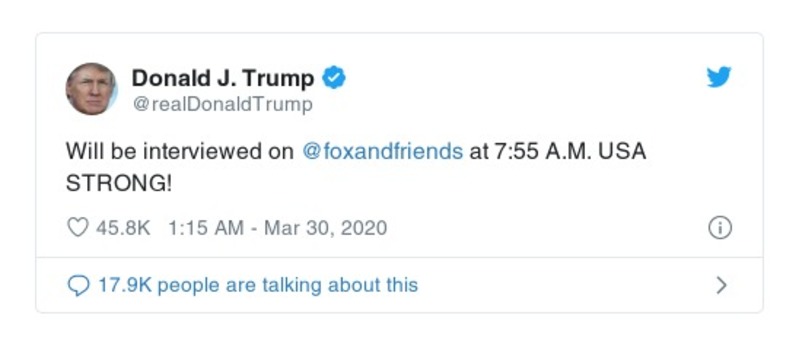 Donald J. Trump
@realDonaldTrump
Will be interviewed on @foxandfriends at 7:55 A.M. USA
STRONG!
45.8K 1:15 AM - Mar 30, 2020
17.9K people are talking about this